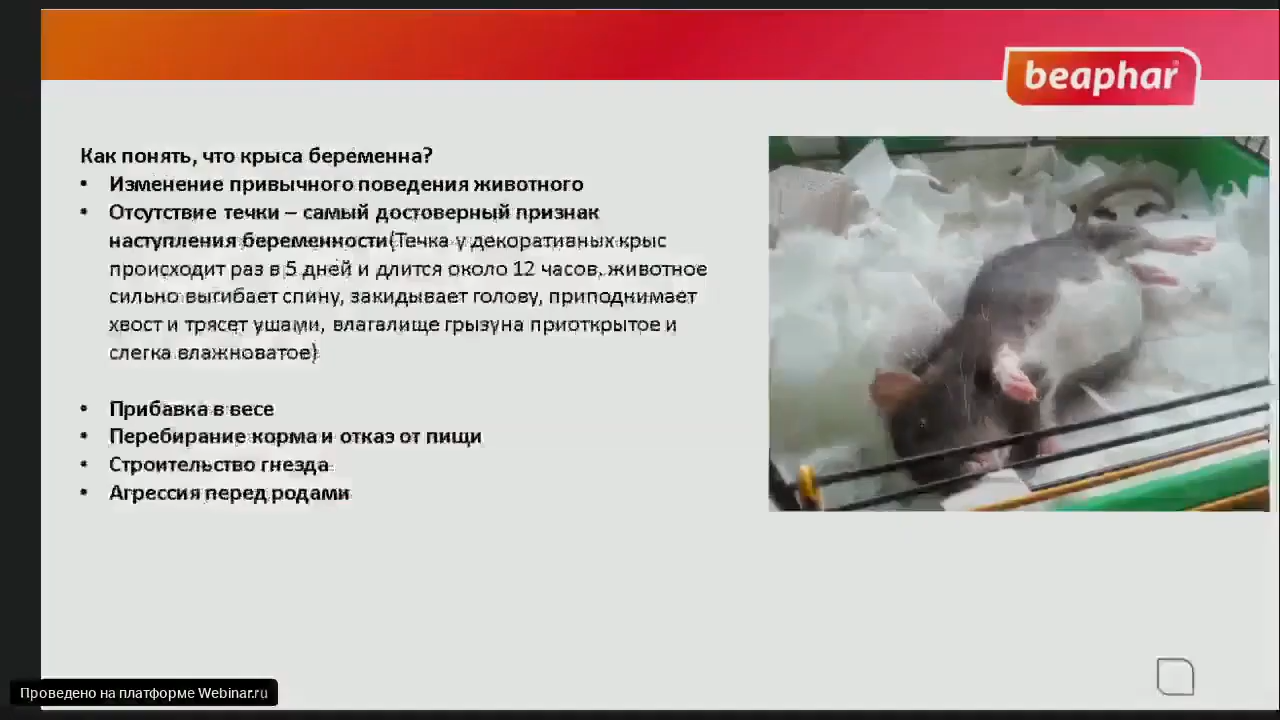 beaphar
Как понять, что крыса беременна?
• Изменение привычного поведения животного
• Отсутствие течки – самый достоверный признак
наступления беременности(Течка у декоративных крыс
происходит раз в 5 дней и длится около 12 часов, животное
сильно выгибает спину, закидывает голову, приподнимает
хвост и трясет ушами, влагалище грызуна приоткрытое и
слегка влажноватое)
• Прибавка в весе
• Перебирание корма и отказ от пищи
• Строительство гнезда
• Агрессия перед родами
Проведено на платформе Webinar.ru